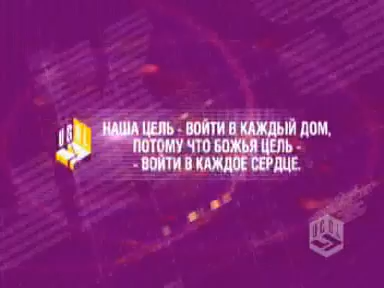 НАША ЦЕЛЬ - ВОЙТИ В КАЖДЫЙ ДОМ,
ПОТОМУ ЧТО БОЖЬЯ ЦЕЛЬ -
- ВОЙТИ В КАЖДОЕ СЕРДЦЕ.